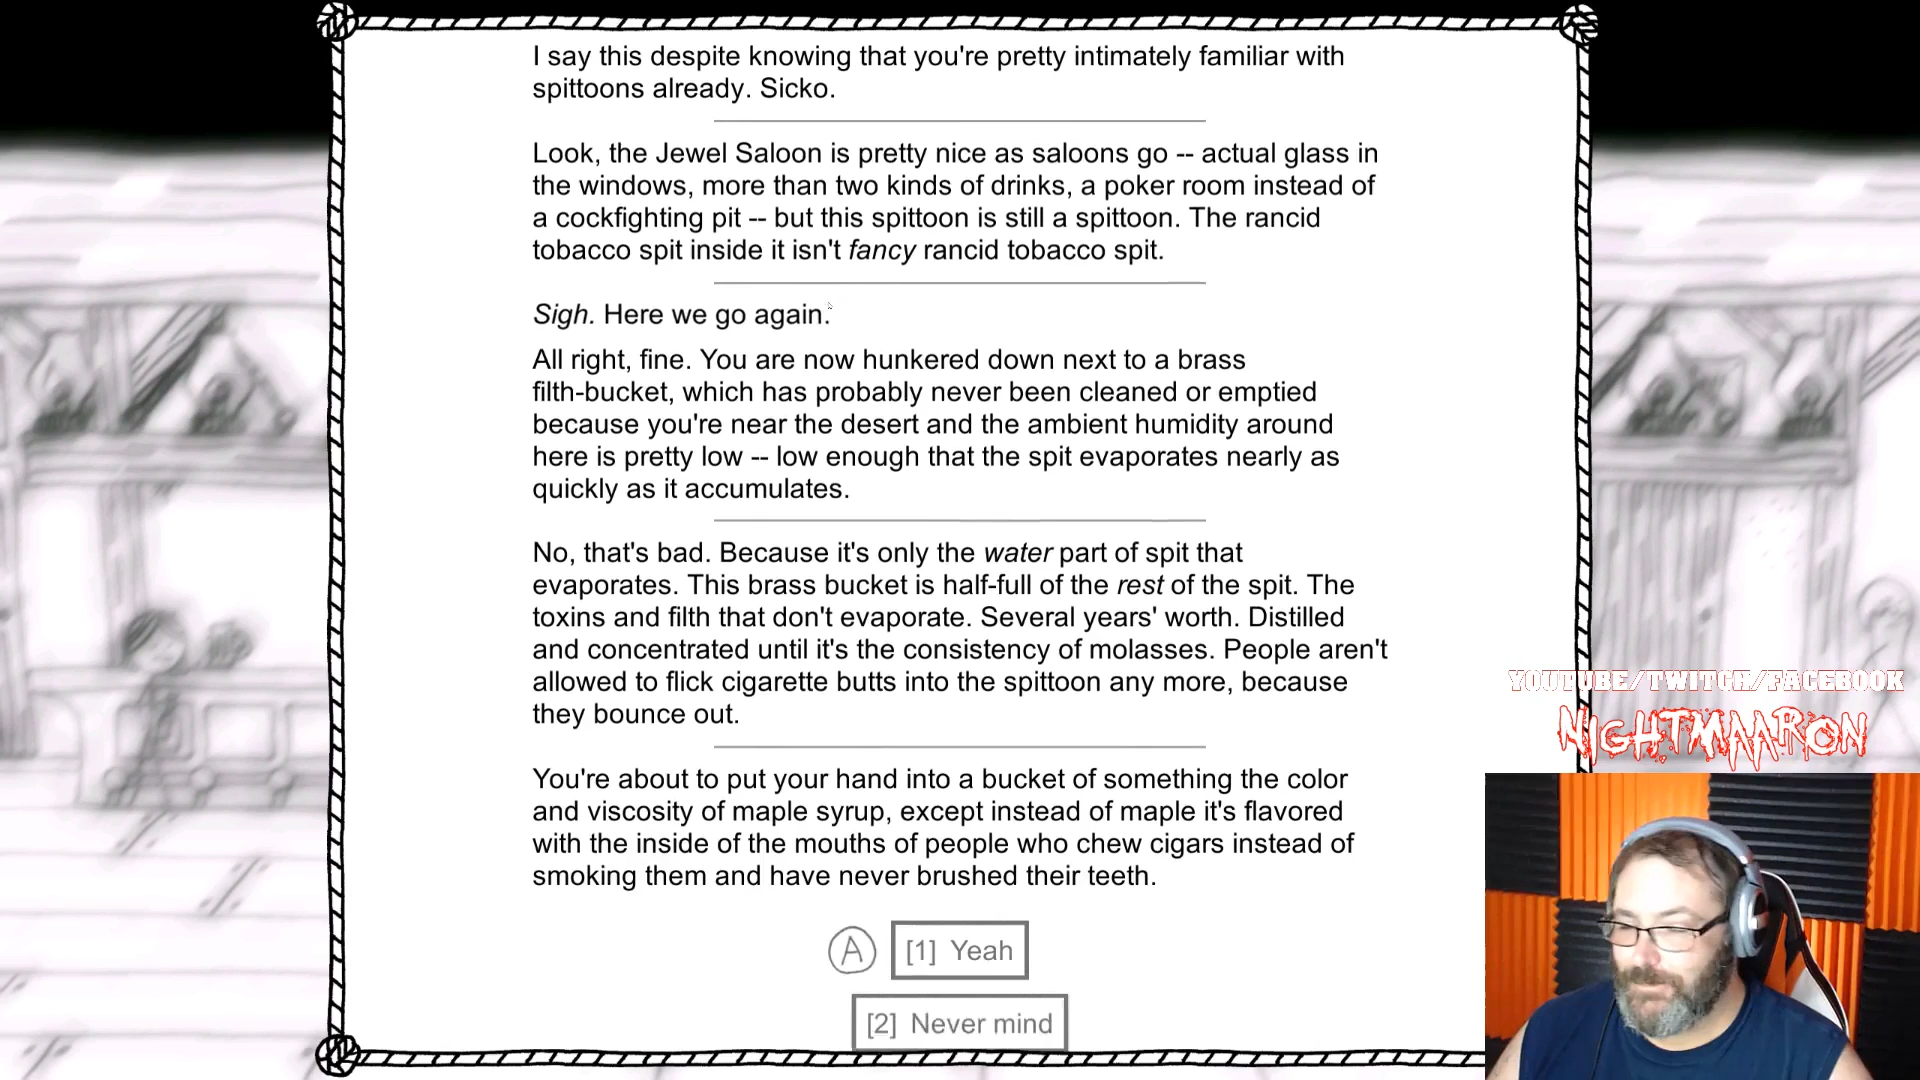 I say this despite knowing that you're pretty intimately familiar with
spittoons already. Sicko.
Look, the Jewel Saloon is pretty nice as saloons go -- actual glass in
the windows, more than two kinds of drinks, a poker room instead of
a cockfighting pit -- but this spittoon is still a spittoon. The rancid
tobacco spit inside it isn't fancy rancid tobacco spit.
Sigh. Here we go again.
All right, fine. You are now hunkered down next to a brass
filth-bucket, which has probably never been cleaned or emptied
because you're near the desert and the ambient humidity around
here is pretty low -- low enough that the spit evaporates nearly as
quickly as it accumulates.
No, that's bad. Because it's only the water part of spit that
evaporates. This brass bucket is half-full of the rest of the spit. The
toxins and filth that don't evaporate. Several years' worth. Distilled
and concentrated until it's the consistency of molasses. People aren't
allowed to flick cigarette butts into the spittoon any more, because
they bounce out.
You're about to put your hand into a bucket of something the color
and viscosity of maple syrup, except instead of maple it's flavored
with the inside of the mouths of people who chew cigars instead of
smoking them and have never brushed their teeth.
A [1] Yeah
[2] Never mind
YOUTUBE/TWITCH/FACEBOOK
NIGHTMAARON